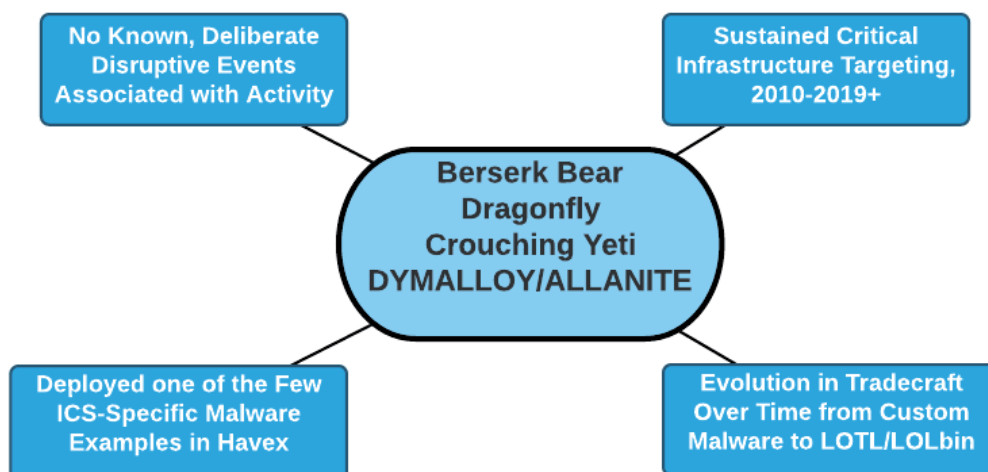 No Known, Deliberate
Disruptive Events
Associated with Activity
Sustained Critical
Infrastructure Targeting,
2010-2019+
Berserk Bear
Dragonfly
Crouching Yeti
DYMALLOY/ALLANITE
Deployed one of the Few
ICS-Specific Malware
Examples in Havex
Evolution in Tradecraft
Over Time from Custom
Malware to LOTL/LOLbin